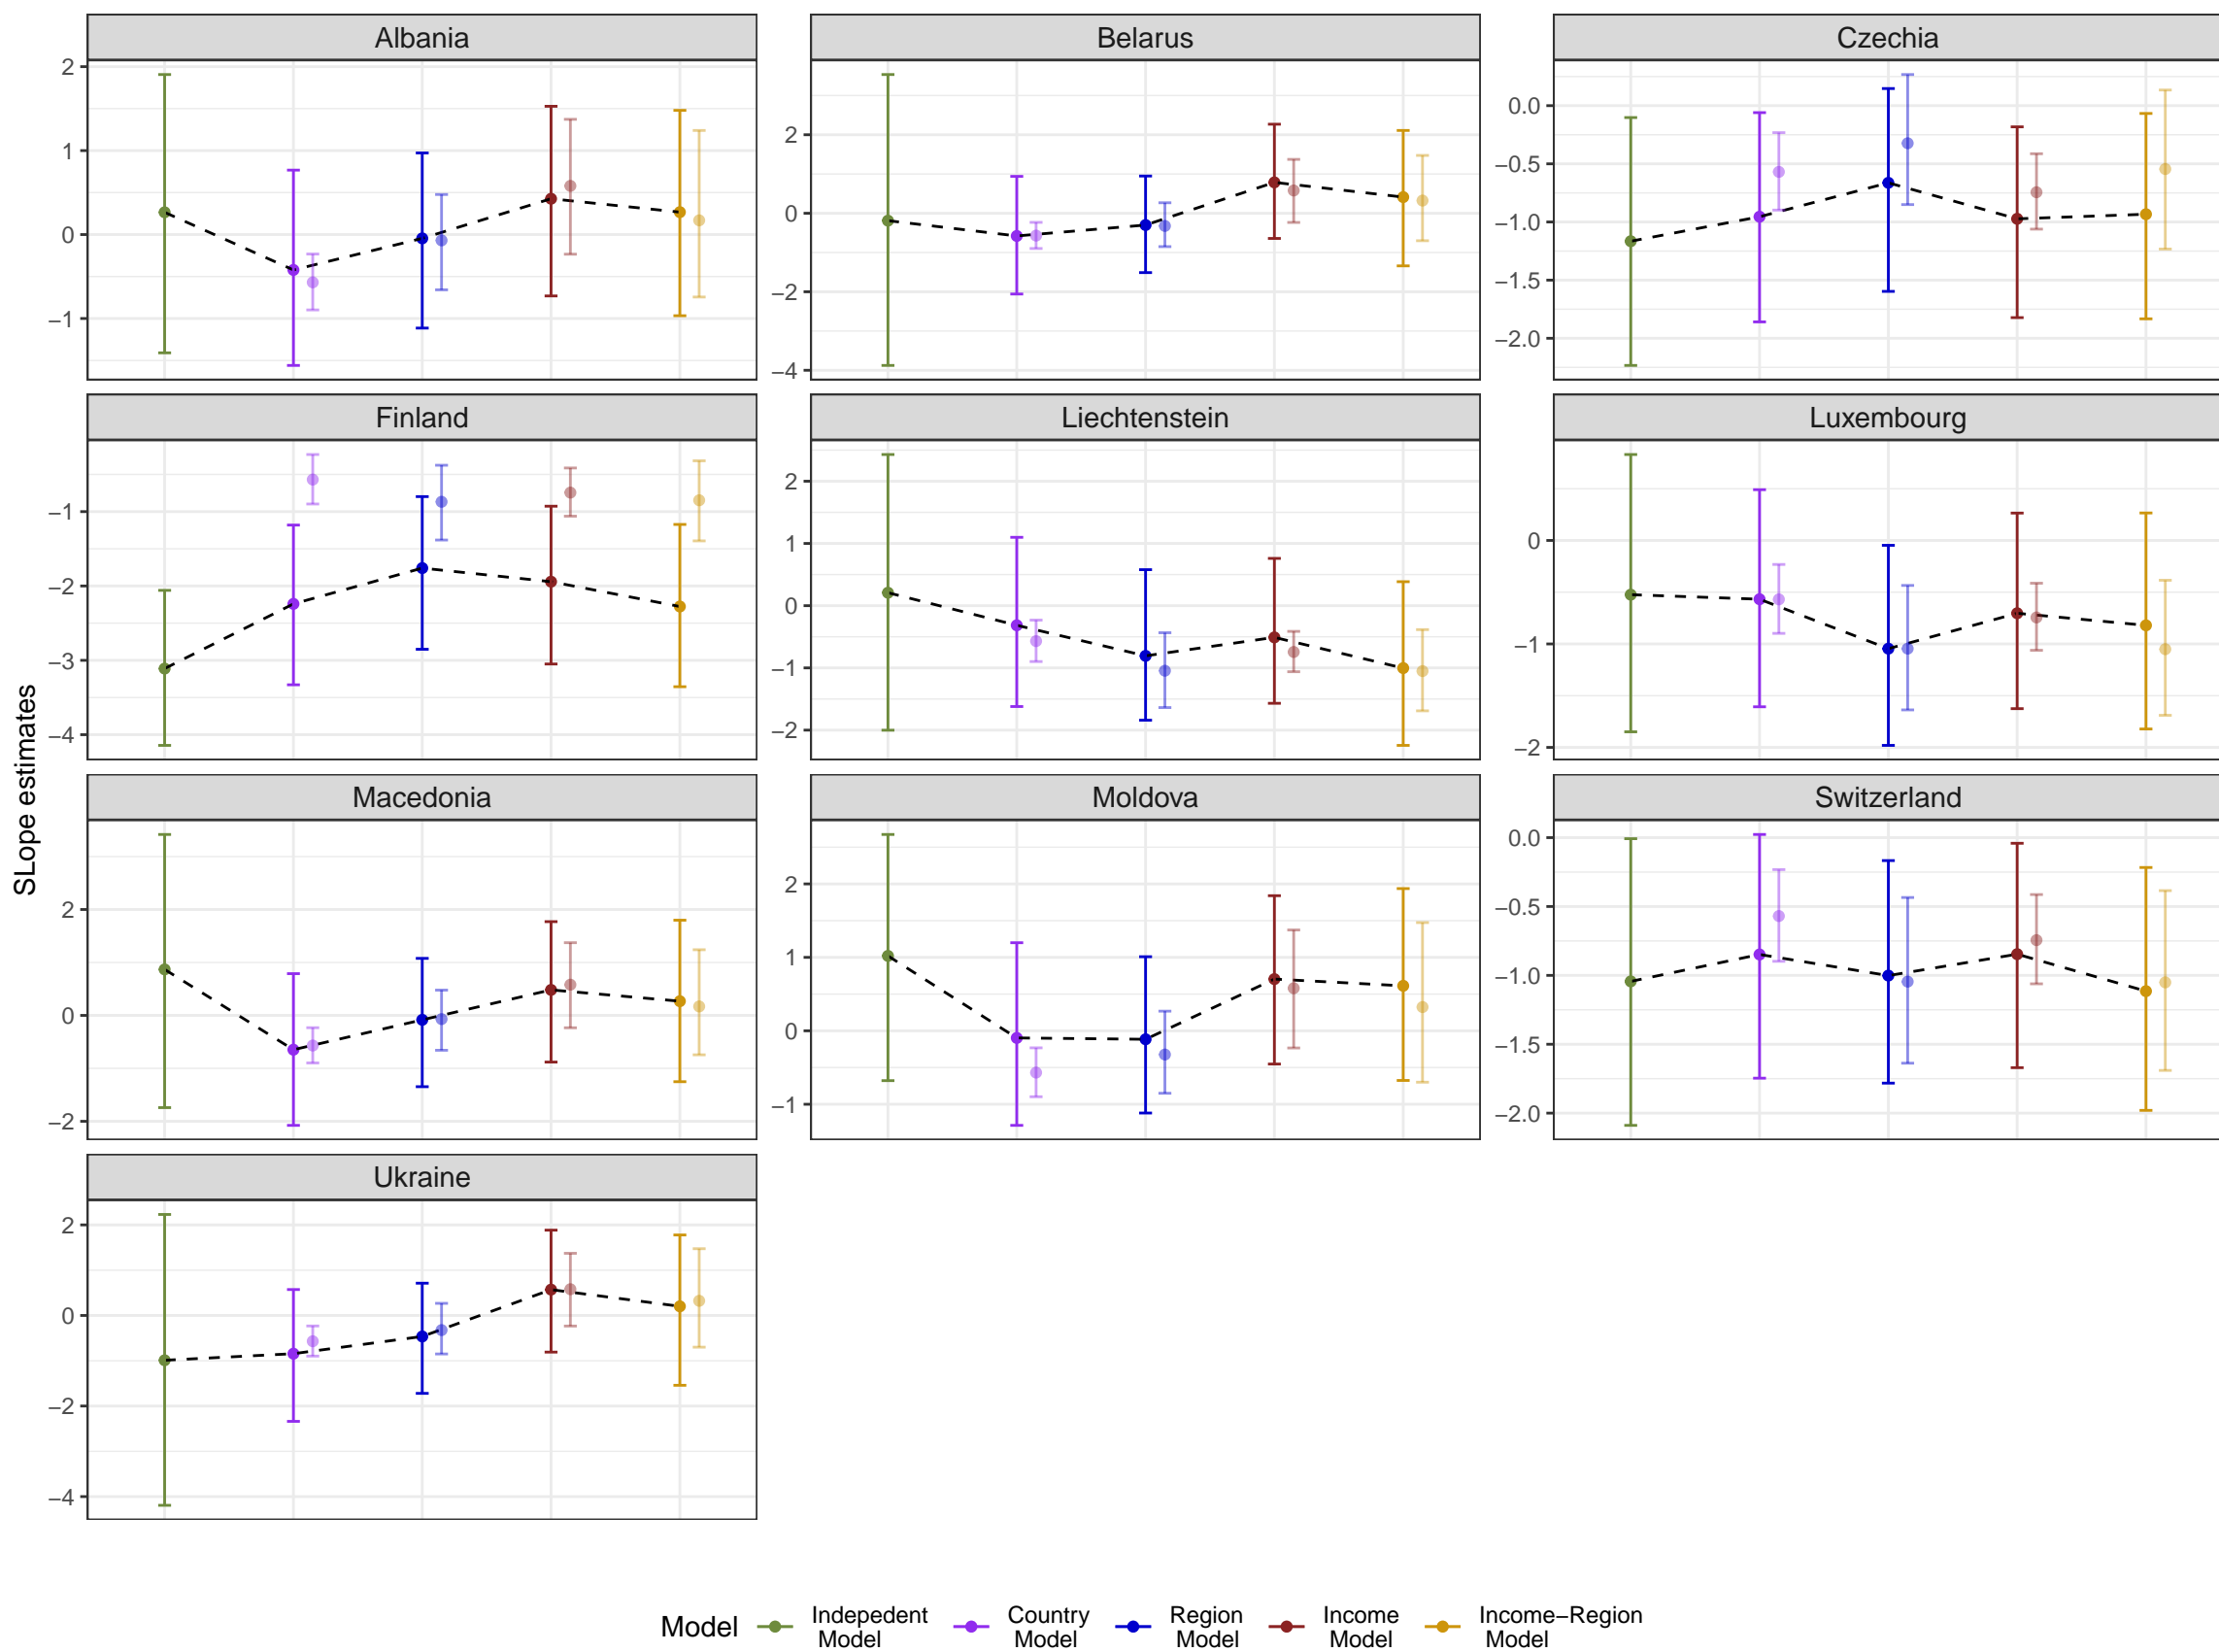 Albania
Belarus
Czechia
2
1
0
−1
2
0
−2
−4
0.0
−0.5
−1.0
−1.5
−2.0
Finland
Liechtenstein
Luxembourg
−1
−2
−3
−4
2
1
0
−1
−2
0
−1
−2
SLope estimates
Macedonia
Moldova
Switzerland
2
0
−2
2
1
0
−1
0.0
−0.5
−1.0
−1.5
−2.0
Ukraine
2
0
−2
−4
Model
Indepedent
Model
Country
Model
Region
Model
Income
Model
Income−Region
Model